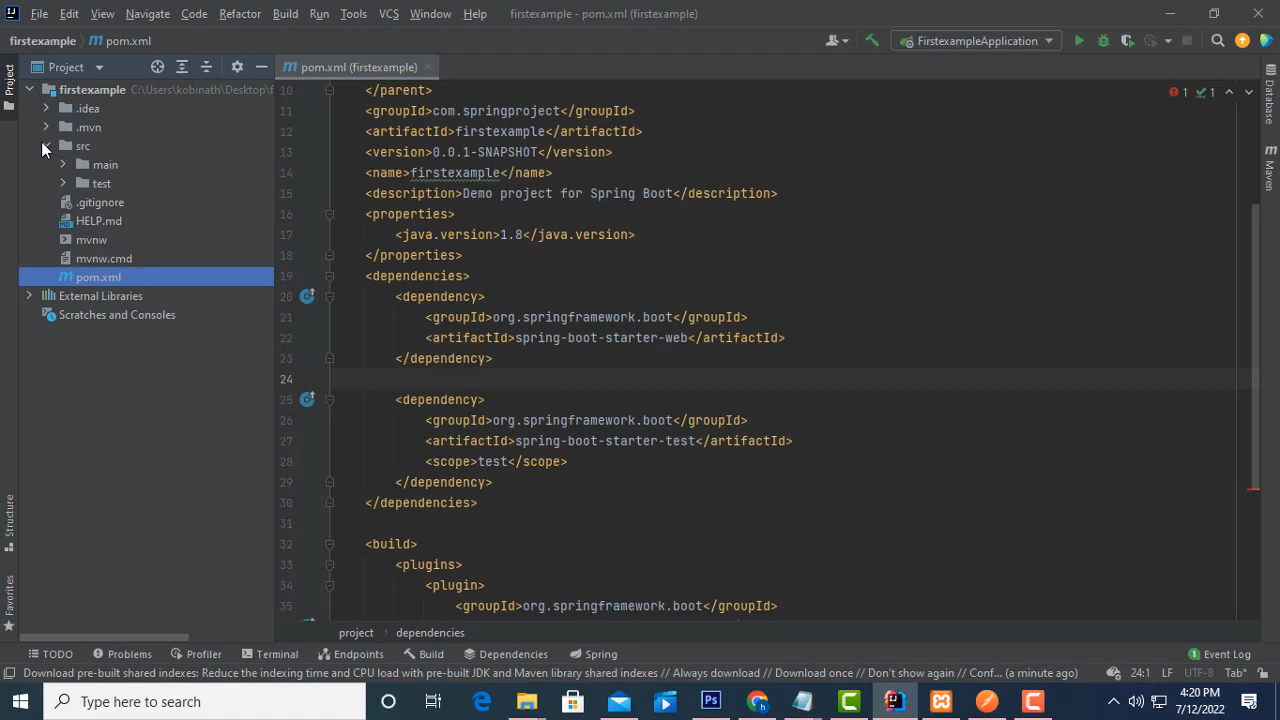 File Edit View Navigate Code Refactor Build Run Tools VCS Window Help firstexample - pom.xml (firstexample)
firstexample pom.xml FirstexampleApplication
Project pom.xml (firstexample)
firstexample C:\Users\kobinath\Desktop\f
.idea
.mvn
src
main
test
.gitignore
HELP.md
mvnw
mvnw.cmd
pom.xml
External Libraries
Scratches and Consoles
Project
Structure
Favorites
10 </parent>
11 <groupId>com.springproject</groupId>
12 <artifactId>firstexample</artifactId>
13 <version>0.0.1-SNAPSHOT</version>
14 <name>firstexample</name>
15 <description>Demo project for Spring Boot</description>
16 <properties>
17 <java.version>1.8</java.version>
18 </properties>
19 <dependencies>
20 <dependency>
21 <groupId>org.springframework.boot</groupId>
22 <artifactId>spring-boot-starter-web</artifactId>
23 </dependency>
24
25 <dependency>
26 <groupId>org.springframework.boot</groupId>
27 <artifactId>spring-boot-starter-test</artifactId>
28 <scope>test</scope>
29 </dependency>
30 </dependencies>
31
32 <build>
33 <plugins>
34 <plugin>
35 <groupId>org.springframework.boot</groupId>
1 1
Database
Maven
project dependencies
TODO Problems Profiler Terminal Endpoints Build Dependencies Spring 1 Event Log
Download pre-built shared indexes: Reduce the indexing time and CPU load with pre-built JDK and Maven library shared indexes // Always download // Download once // Don't show again // Conf... (a minute ago) 24:1 LF UTF-8 Tab*
Type here to search
4:20 PM
7/12/2022